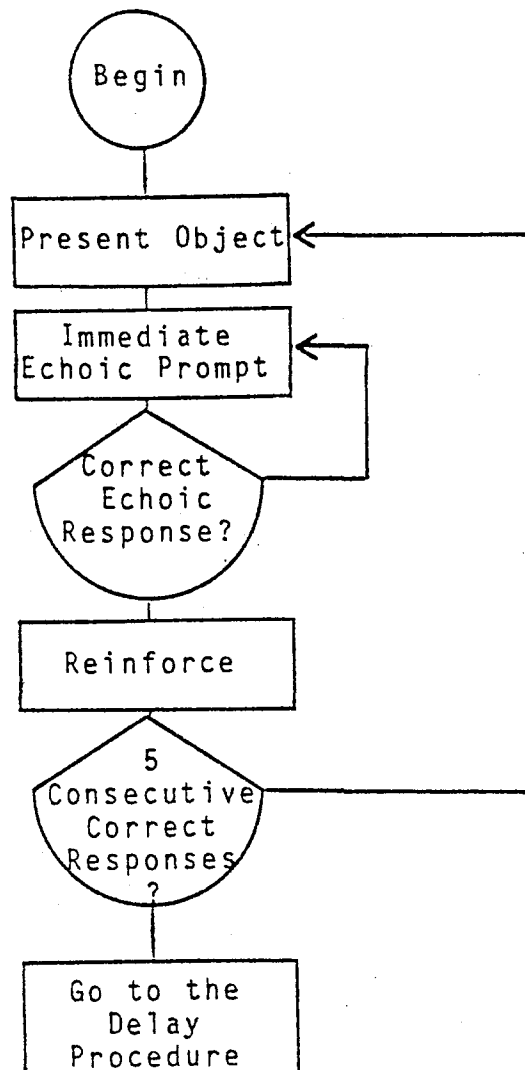 Begin
Present Object
Immediate
Echoic Prompt
Correct
Echoic
Response?
Reinforce
5
Consecutive
Correct
Responses
?
Go to the
Delay
Procedure